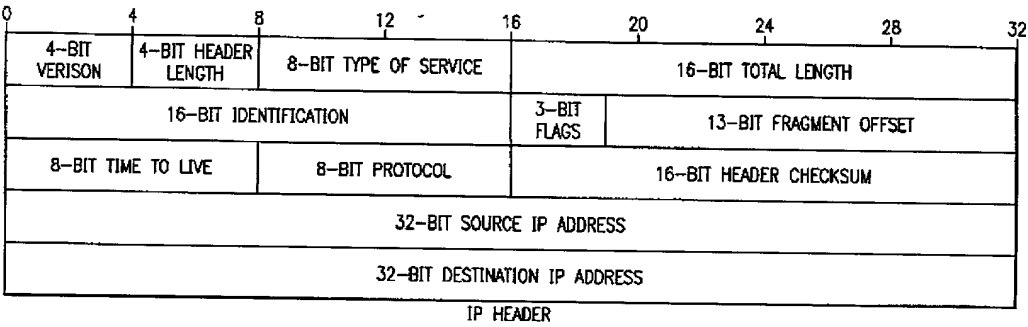 0 4 8 12 16 20 24 28 32
4-BIT VERISON
4-BIT HEADER LENGTH
8-BIT TYPE OF SERVICE
16-BIT TOTAL LENGTH
16-BIT IDENTIFICATION
3-BIT FLAGS
13-BIT FRAGMENT OFFSET
8-BIT TIME TO LIVE
8-BIT PROTOCOL
16-BIT HEADER CHECKSUM
32-BIT SOURCE IP ADDRESS
32-BIT DESTINATION IP ADDRESS
IP HEADER